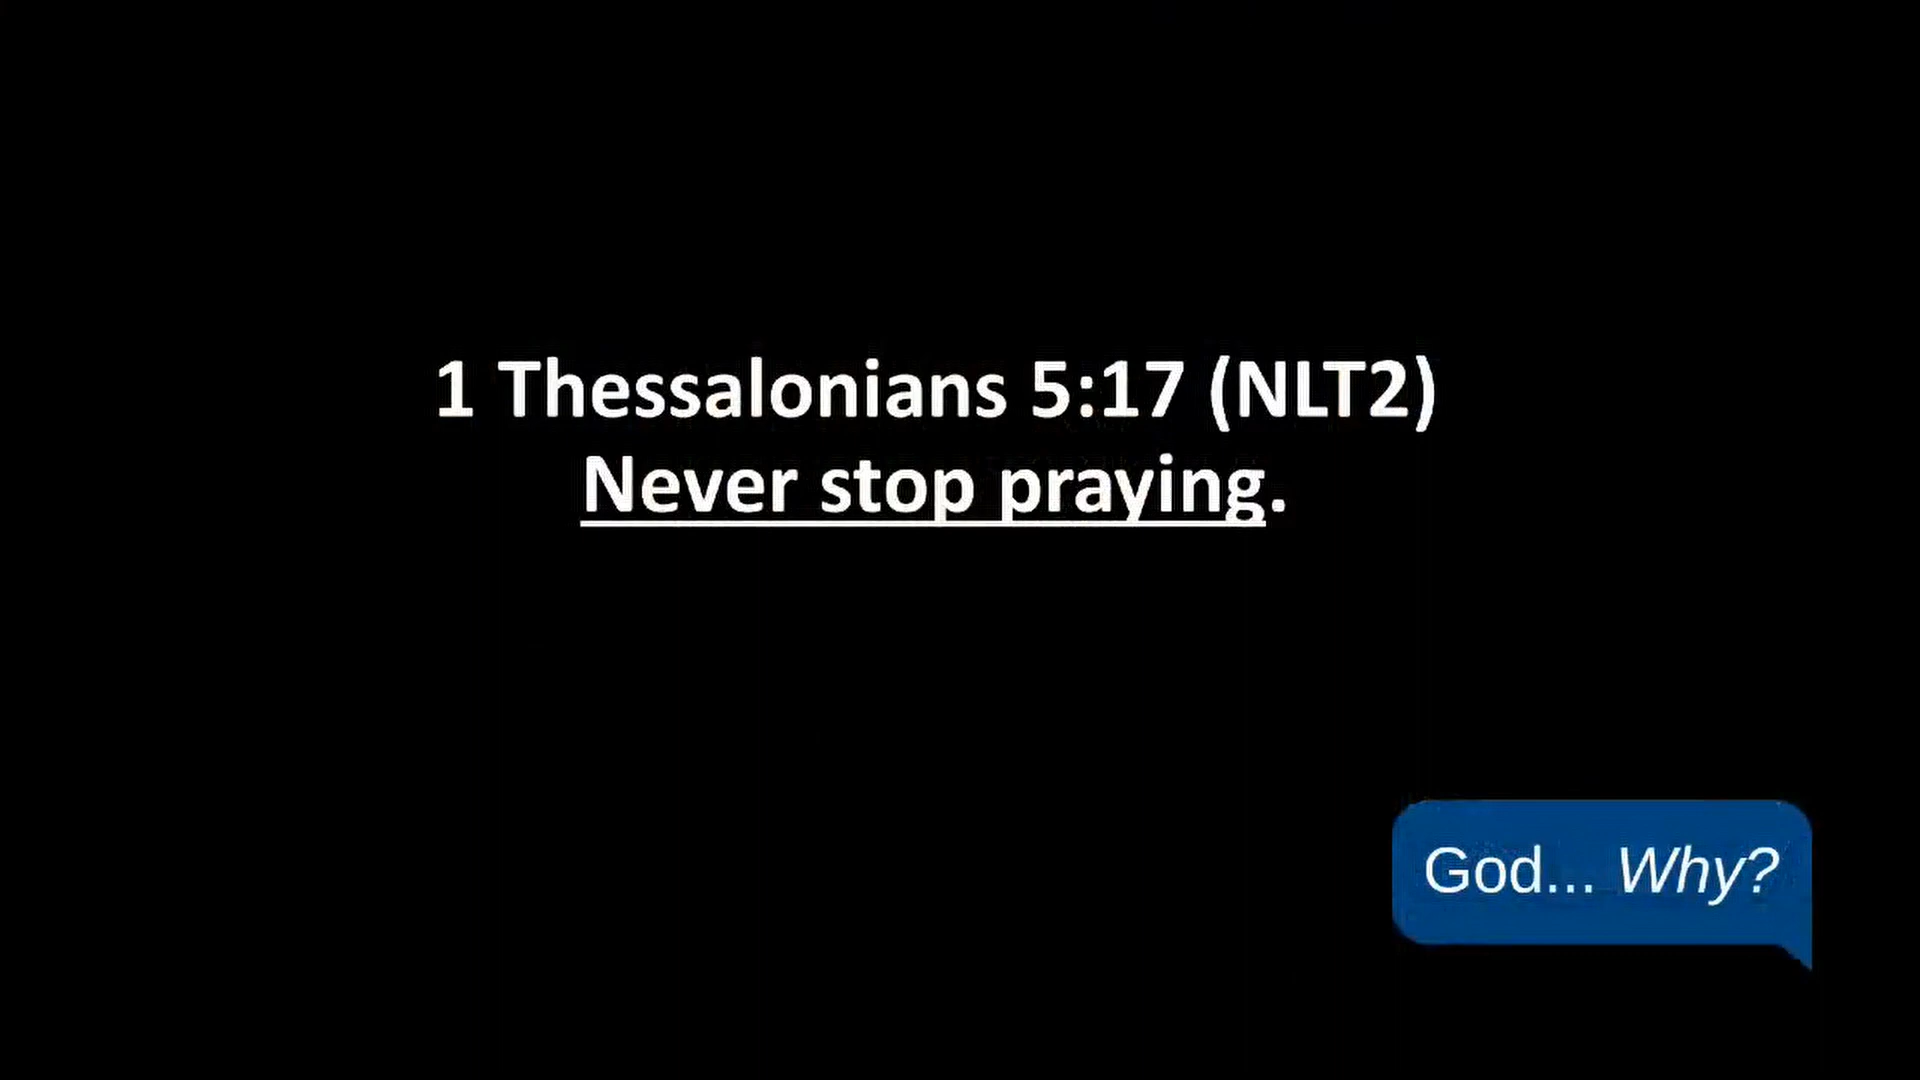 1 Thessalonians 5:17 (NLT2)
Never stop praying.
God... Why?